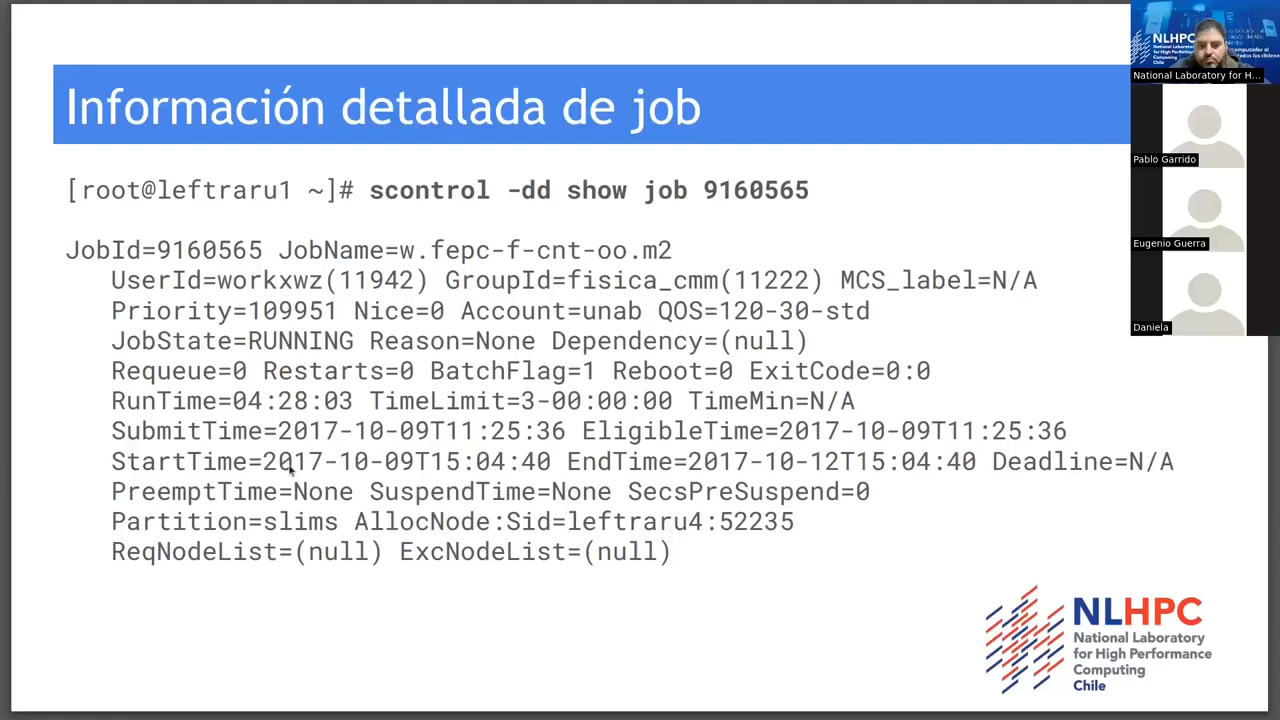 Información detallada de job
[root@leftraru1 ~]# scontrol -dd show job 9160565
JobId=9160565 JobName=w.fepc-f-cnt-oo.m2
UserId=workxwz(11942) GroupId=fisica_cmm(11222) MCS_label=N/A
Priority=109951 Nice=0 Account=unab QOS=120-30-std
JobState=RUNNING Reason=None Dependency=(null)
Requeue=0 Restarts=0 BatchFlag=1 Reboot=0 ExitCode=0:0
RunTime=04:28:03 TimeLimit=3-00:00:00 TimeMin=N/A
SubmitTime=2017-10-09T11:25:36 EligibleTime=2017-10-09T11:25:36
StartTime=2017-10-09T15:04:40 EndTime=2017-10-12T15:04:40 Deadline=N/A
PreemptTime=None SuspendTime=None SecsPreSuspend=0
Partition=slims AllocNode:Sid=leftraru4:52235
ReqNodeList=(null) ExcNodeList=(null)
NLHPC
National Laboratory
for High Performance
Computing
Chile
NLHPC
National
for High
Computing
Chile
National Laboratory for H...
Pablo Garrido
Eugenio Guerra
Daniela